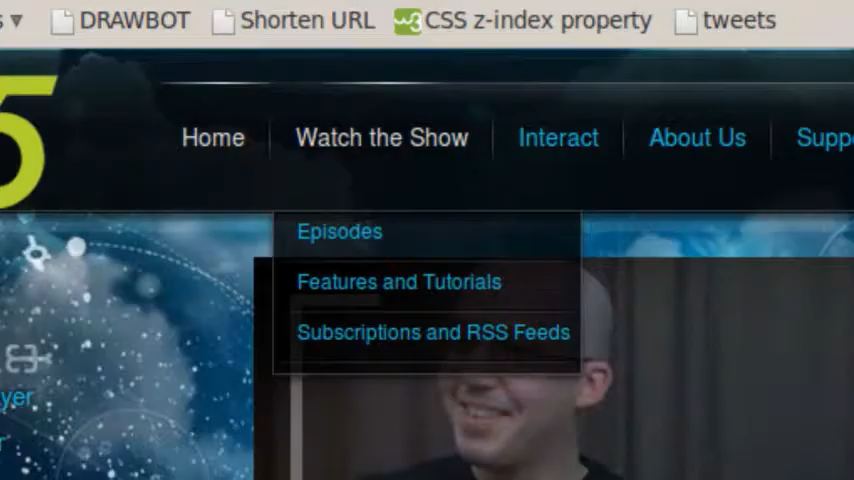 DRAWBOT Shorten URL CSS z-index property tweets
Home Watch the Show Interact About Us
Episodes
Features and Tutorials
Subscriptions and RSS Feeds